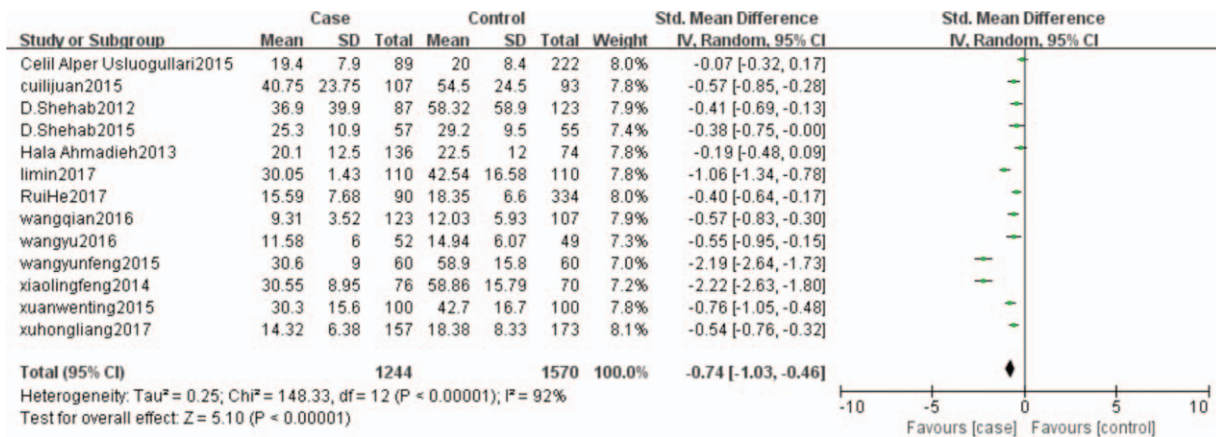 Case Control Std. Mean Difference Std. Mean Difference
Study or Subgroup Mean SD Total Mean SD Total Weight IV, Random, 95% CI IV, Random, 95% CI
Celil Alper Usluogullari2015 19.4 7.9 89 20 8.4 222 8.0% -0.07 [-0.32, 0.17]
cuilijuan2015 40.75 23.75 107 54.5 24.5 93 7.8% -0.57 [-0.85, -0.28]
D.Shehab2012 36.9 39.9 87 58.32 58.9 123 7.8% -0.41 [-0.69, -0.13]
D.Shehab2015 25.3 10.9 57 29.2 9.5 55 7.4% -0.38 [-0.75, -0.00]
Hala Ahmadieh2013 20.1 12.5 136 22.5 12 74 7.8% -0.19 [-0.48, 0.09]
limin2017 30.05 1.43 110 42.54 16.58 110 7.8% -1.06 [-1.34, -0.78]
RuiHe2017 15.59 7.68 90 18.35 6.6 334 8.0% -0.40 [-0.64, -0.17]
wangqian2016 9.31 3.52 123 12.03 5.93 107 7.9% -0.57 [-0.83, -0.30]
wangyu2016 11.58 6 52 14.94 6.07 49 7.3% -0.55 [-0.95, -0.15]
wangyunfeng2015 30.6 9 60 58.9 15.8 60 7.0% -2.19 [-2.64, -1.73]
xiaolingfeng2014 30.55 8.95 76 58.86 15.79 70 7.2% -2.22 [-2.63, -1.80]
xuanwenting2015 30.3 15.6 100 42.7 16.7 100 7.8% -0.76 [-1.05, -0.48]
xuhongliang2017 14.32 6.38 157 18.38 8.33 173 8.1% -0.54 [-0.76, -0.32]
Total (95% CI) 1244 1570 100.0% -0.74 [-1.03, -0.46]
Heterogeneity: Tau² = 0.25; Chi² = 148.33, df = 12 (P < 0.00001); I² = 92%
Test for overall effect: Z = 5.10 (P < 0.00001)
-10 -5 0 5 10
Favours [case] Favours [control]